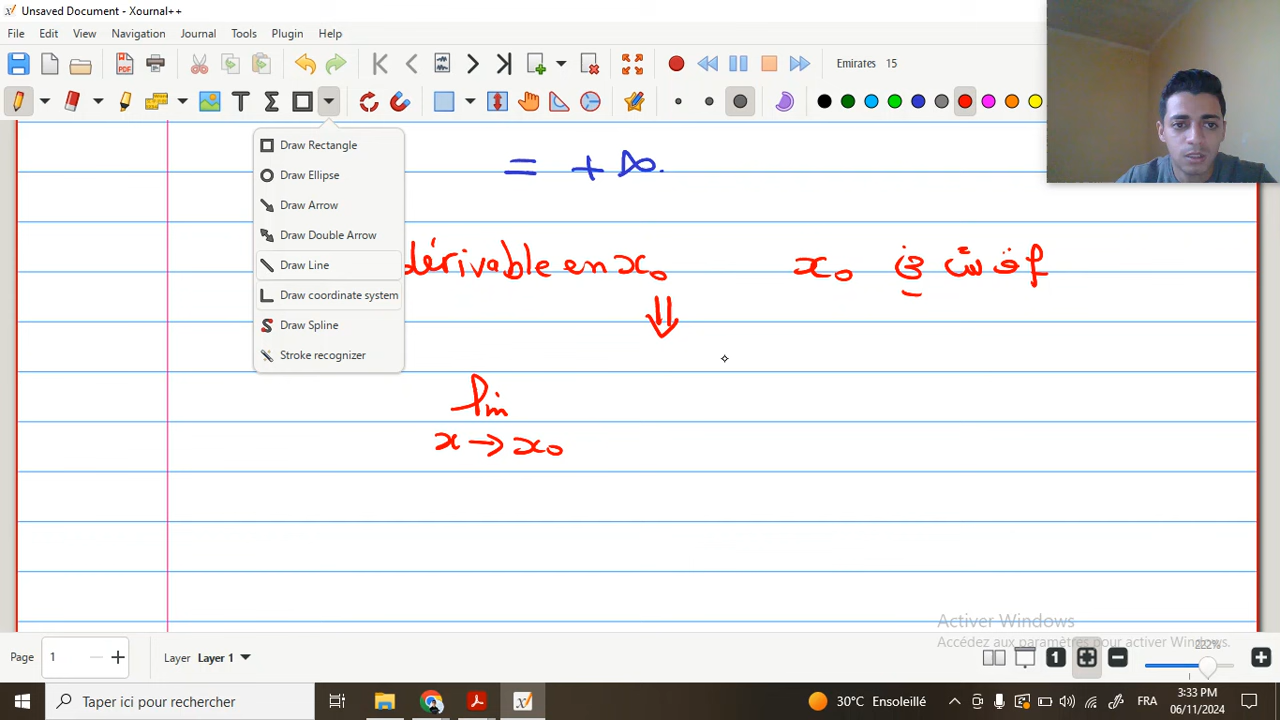 Unsaved Document - Xournal++
File Edit View Navigation Journal Tools Plugin Help
PDF Emirates 15
Draw Rectangle
Draw Ellipse
Draw Arrow
Draw Double Arrow
Draw Line
Draw coordinate system
Draw Spline
Stroke recognizer
= +∞.
dérivable en x₀
x₀
⇓
lim
x → x₀
Activer Windows
Accédez aux paramètres pour activer Windows.
Page 1 Layer Layer 1 1 222%
Taper ici pour rechercher
30°C Ensoleillé FRA 3:33 PM
06/11/2024